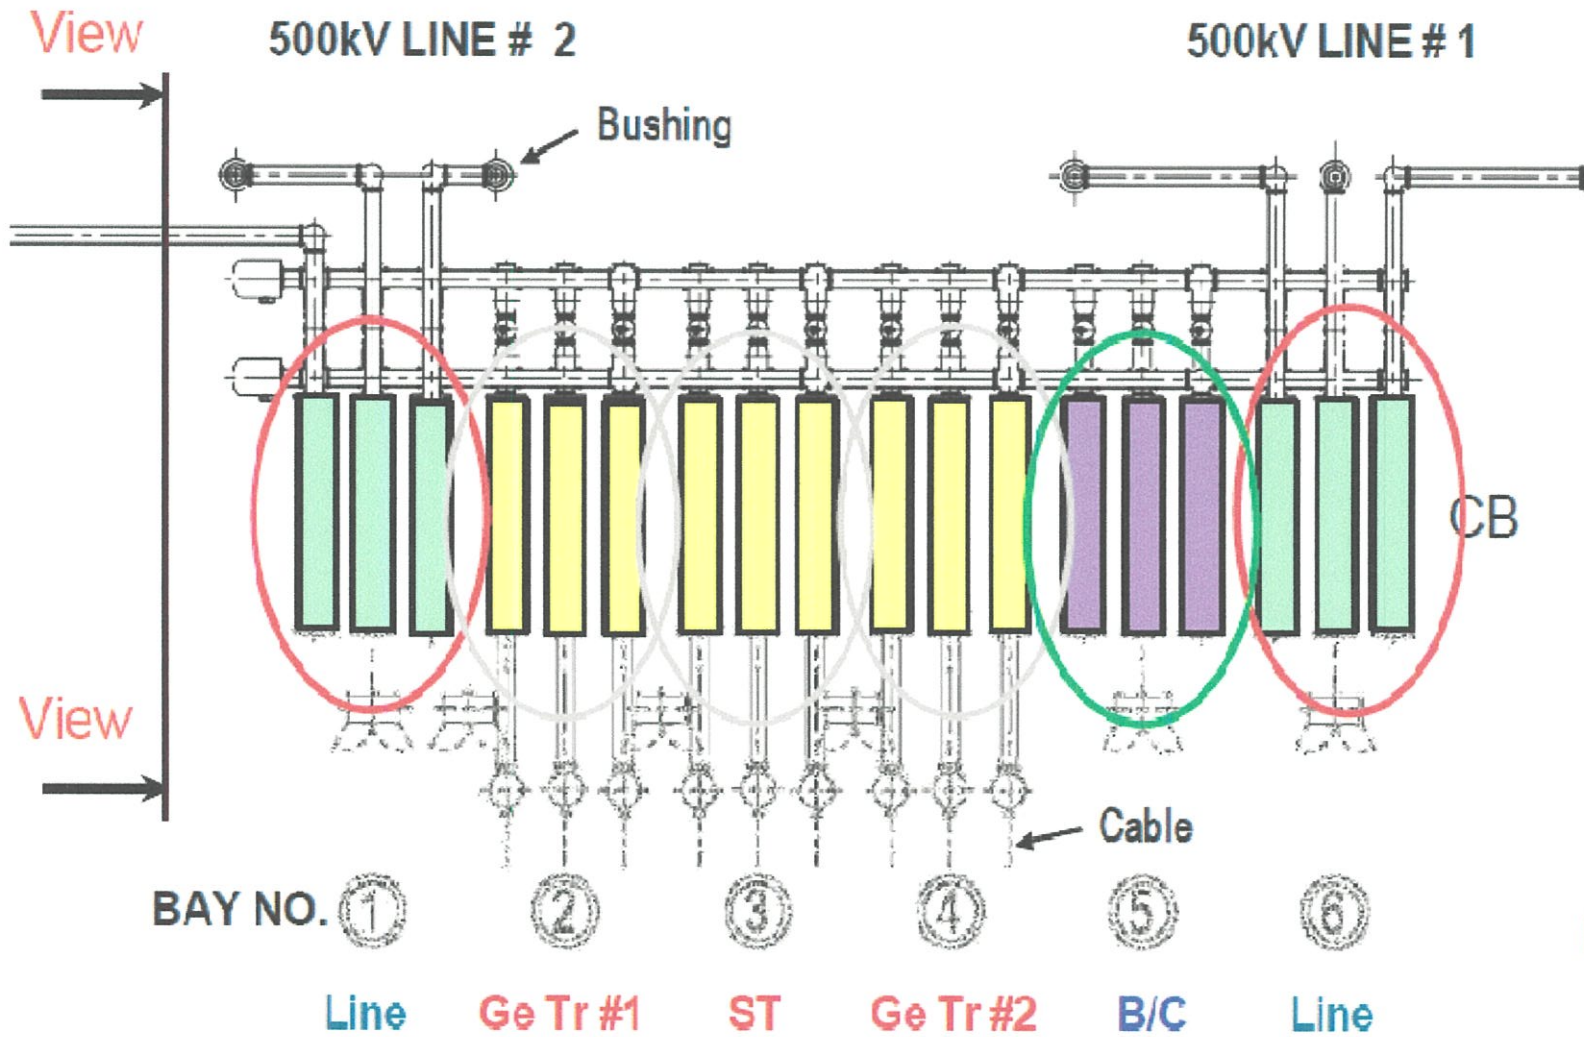 View
500kV LINE # 2
500kV LINE # 1
Bushing
CB
View
Cable
BAY NO. 1 2 3 4 5 6
Line Ge Tr #1 ST Ge Tr #2 B/C Line